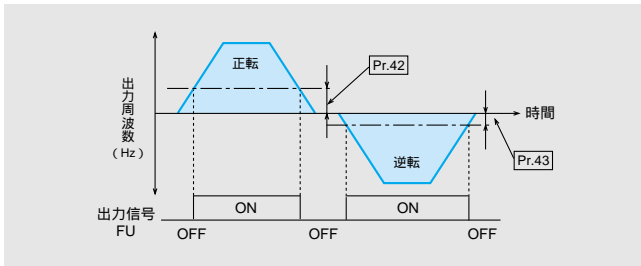 正転
Pr.42
出力周波数
（Hz）
時間
Pr.43
逆転
出力信号
FU
ON
ON
OFF
OFF
OFF